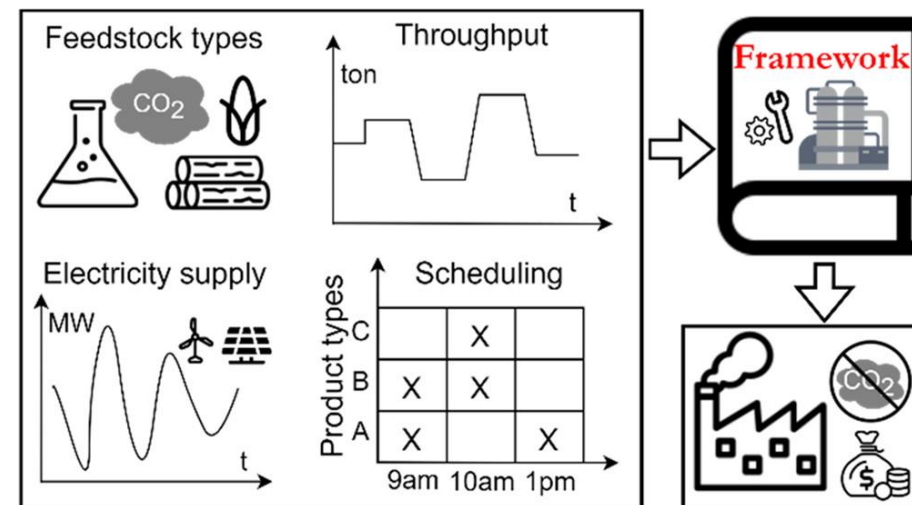 Feedstock types
CO2
Throughput
ton
t
Framework
Electricity supply
MW
t
Scheduling
Product types
C X
B X X
A X X
9am 10am 1pm
CO2
$